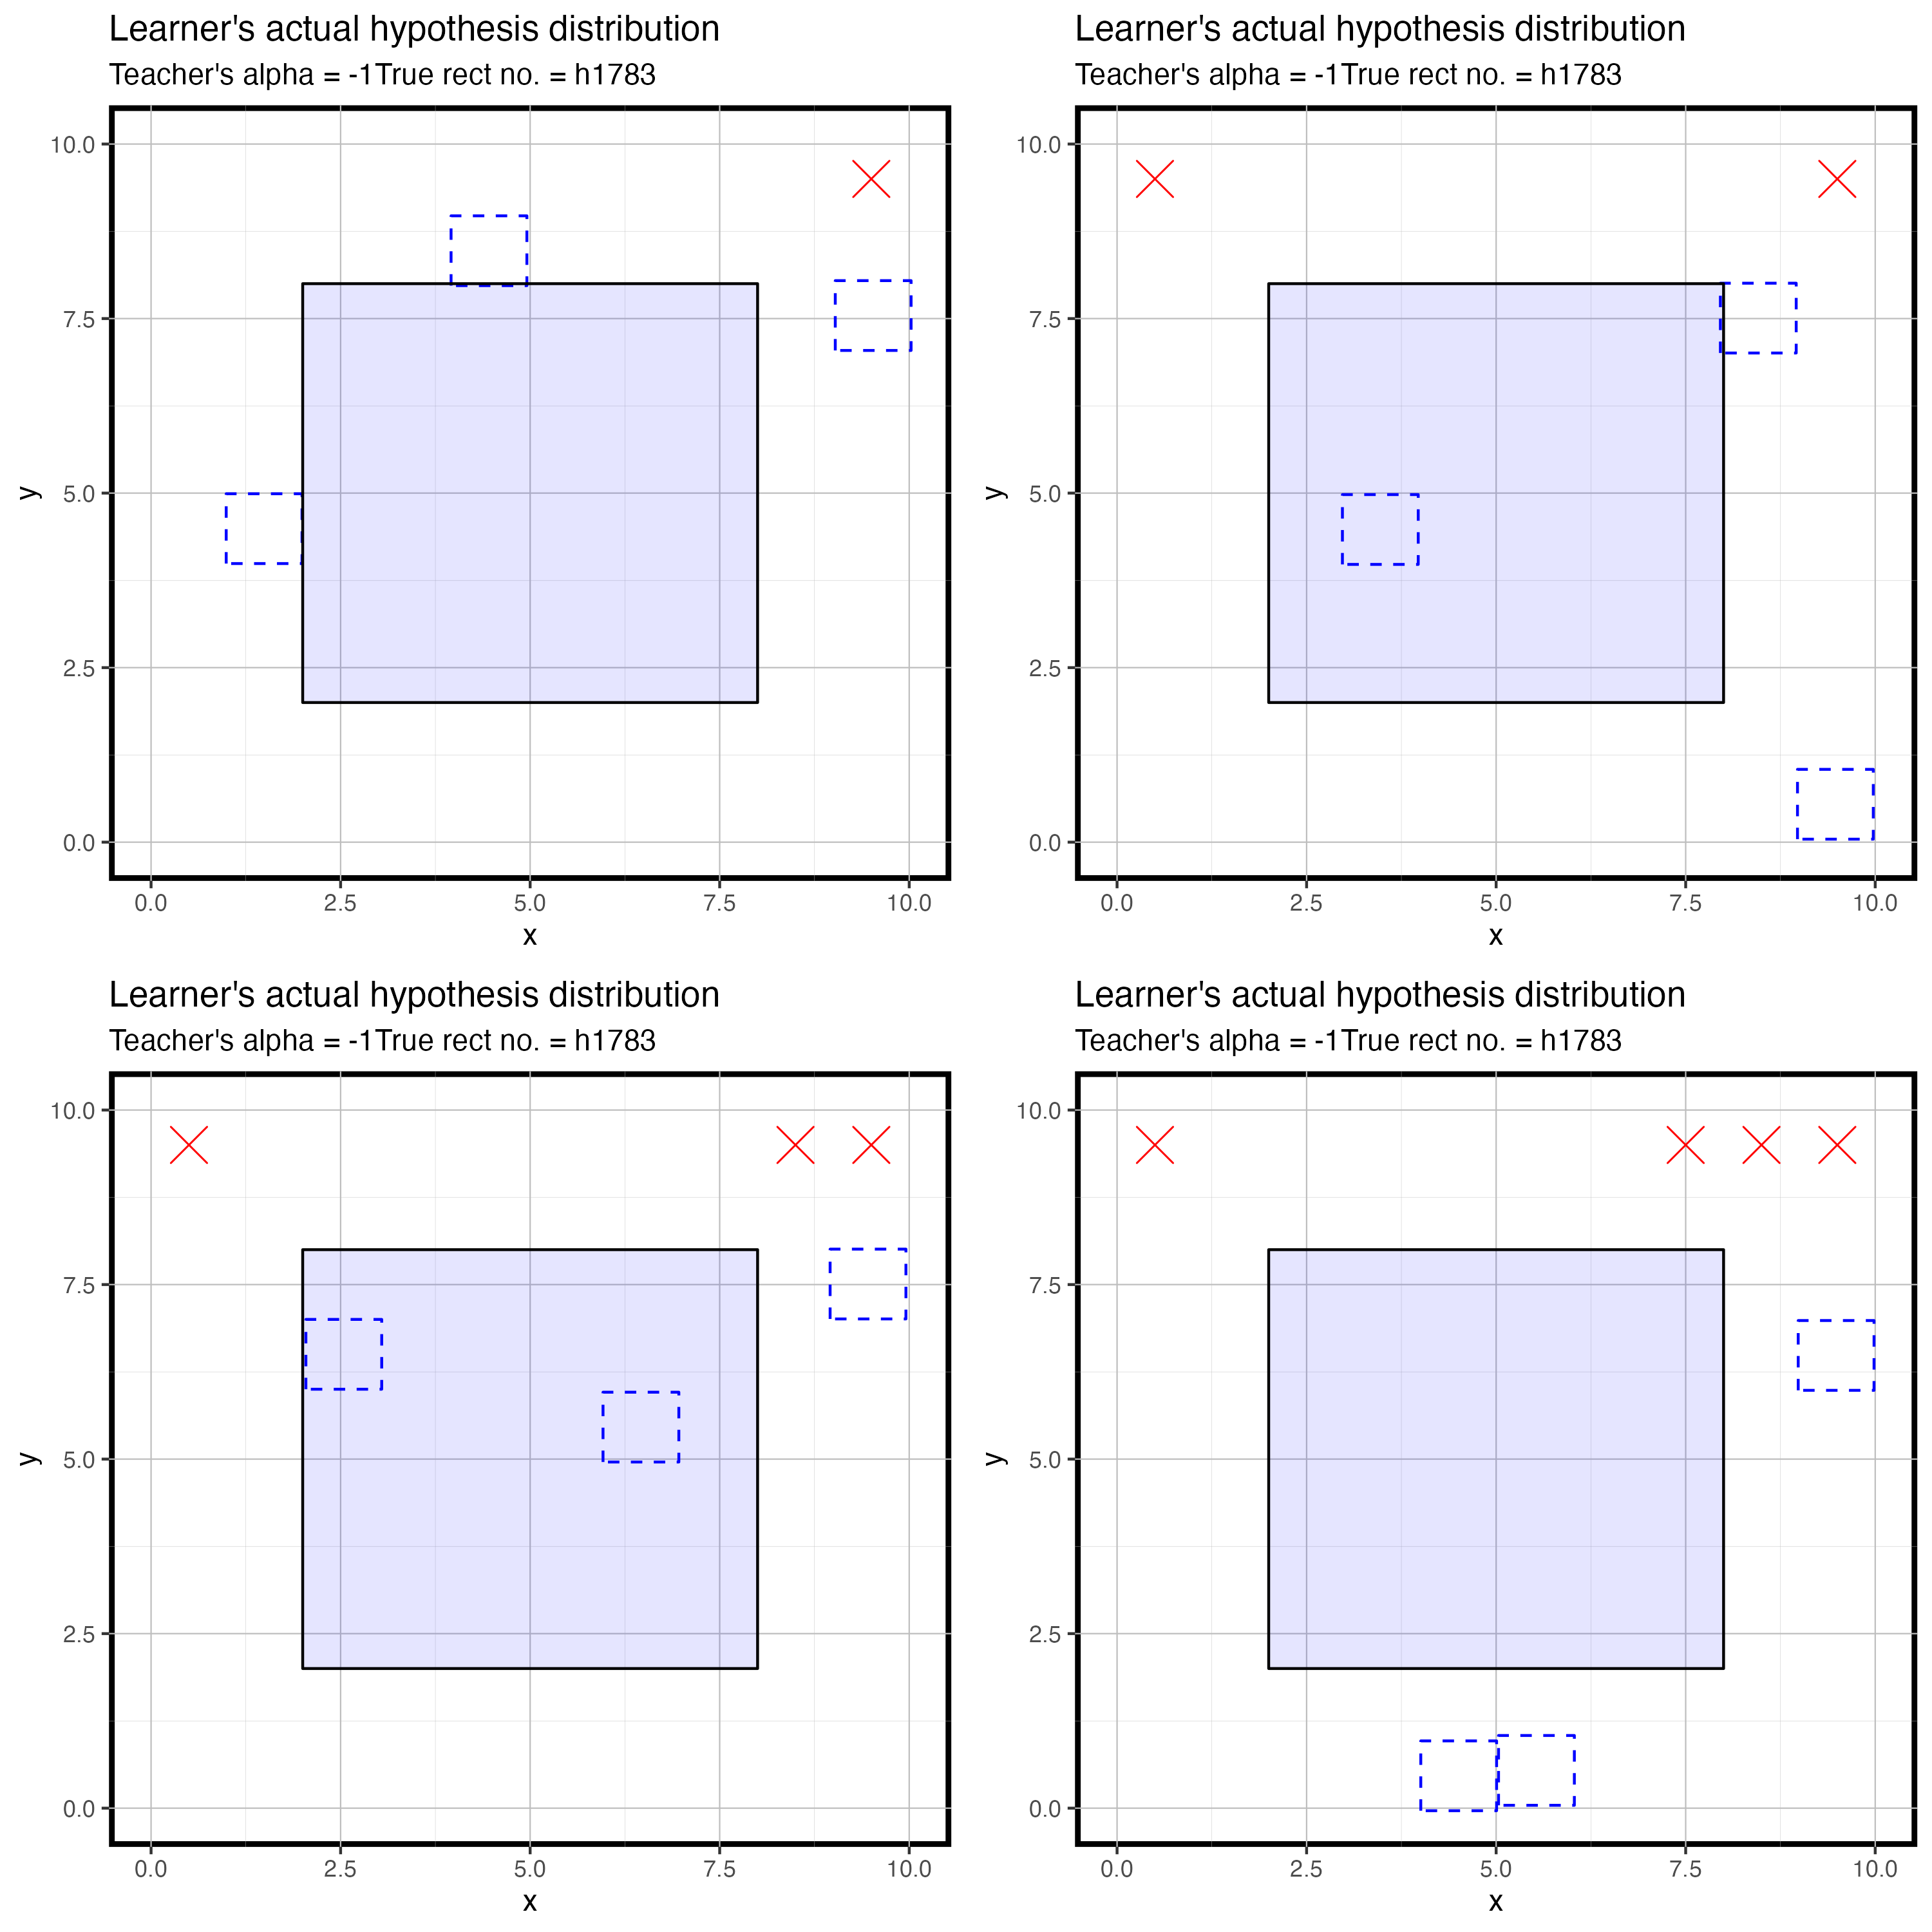 Learner's actual hypothesis distribution
Teacher's alpha = -1True rect no. = h1783
10.0
7.5
5.0
2.5
0.0
y
0.0 2.5 5.0 7.5 10.0
x
Learner's actual hypothesis distribution
Teacher's alpha = -1True rect no. = h1783
10.0
7.5
5.0
2.5
0.0
y
0.0 2.5 5.0 7.5 10.0
x
Learner's actual hypothesis distribution
Teacher's alpha = -1True rect no. = h1783
10.0
7.5
5.0
2.5
0.0
y
0.0 2.5 5.0 7.5 10.0
x
Learner's actual hypothesis distribution
Teacher's alpha = -1True rect no. = h1783
10.0
7.5
5.0
2.5
0.0
y
0.0 2.5 5.0 7.5 10.0
x